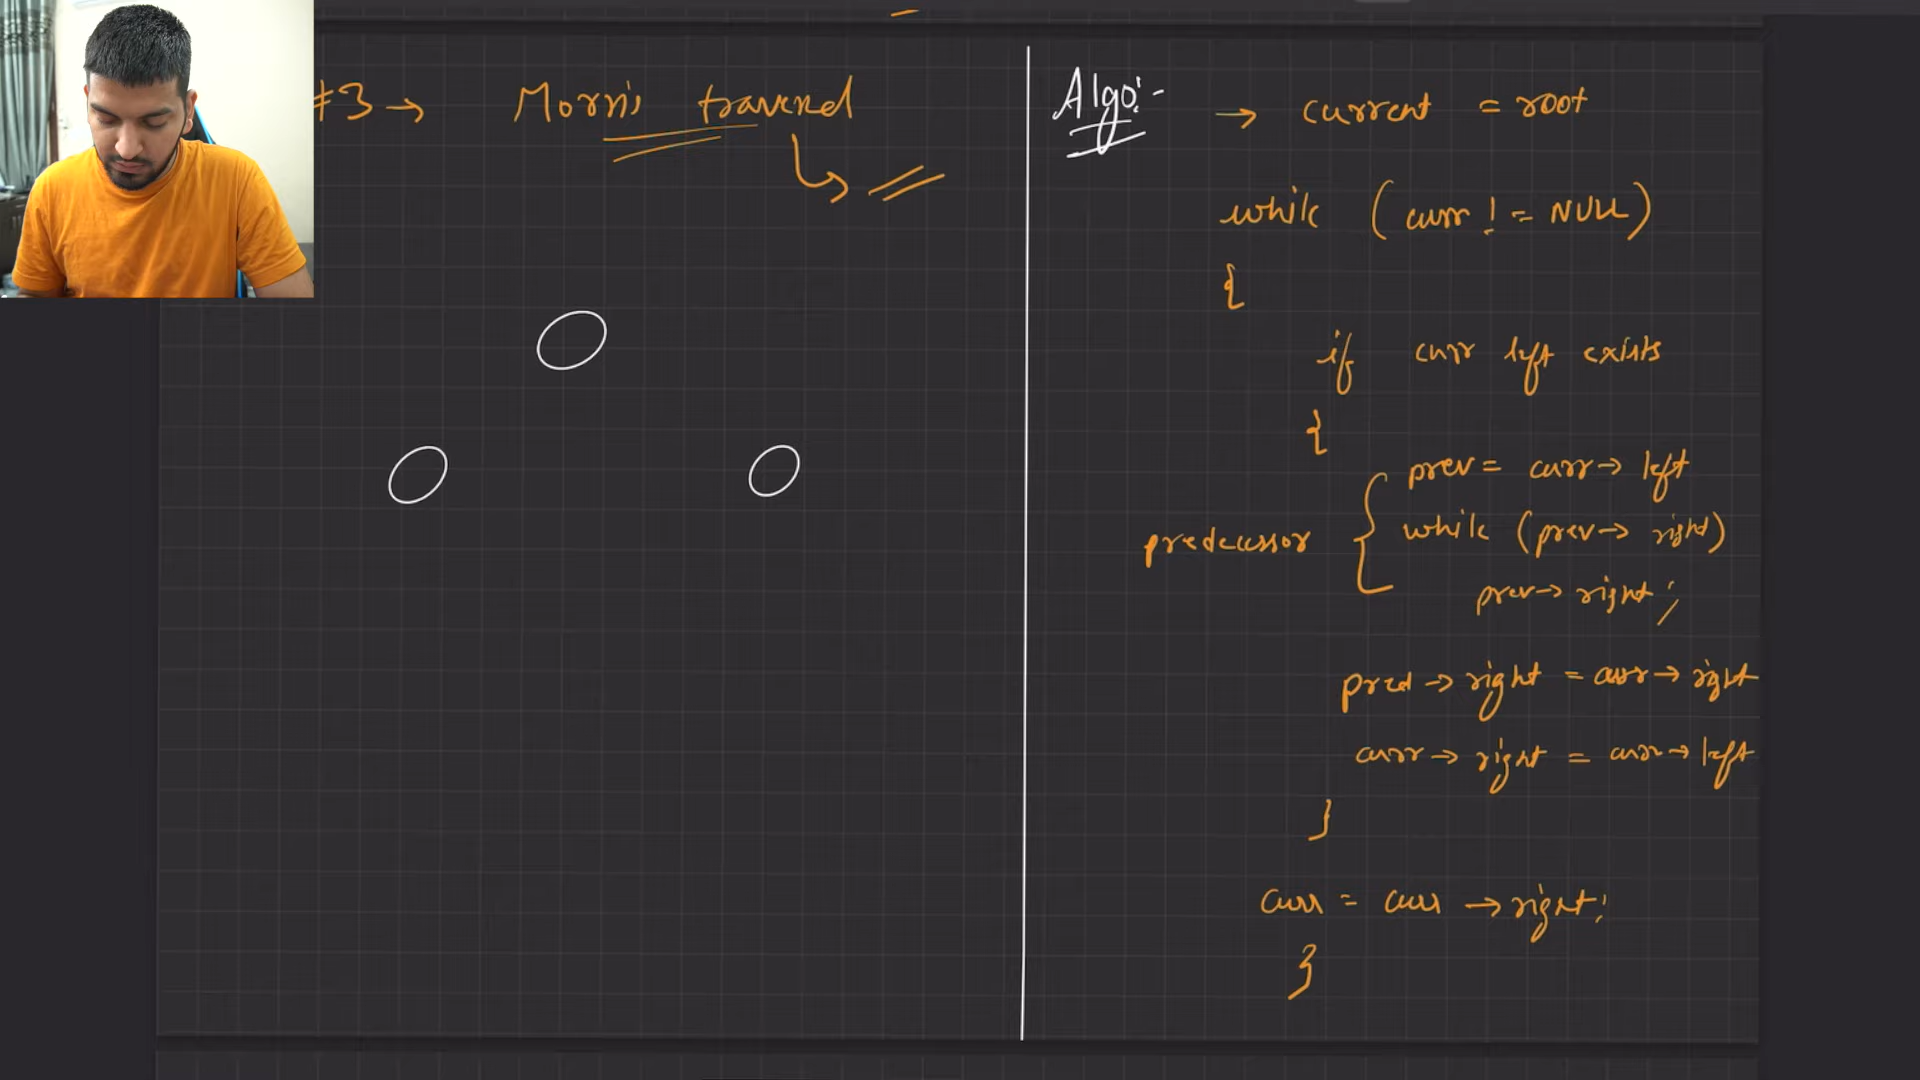 #3 → Morris traversal
Algo:- → current = root
while (curr != NULL)
{
if curr left exists
{
prev = curr → left
while (prev → right)
predecessor
prev → right;
pred → right = curr → right
curr → right = curr → left
}
curr = curr → right;
}